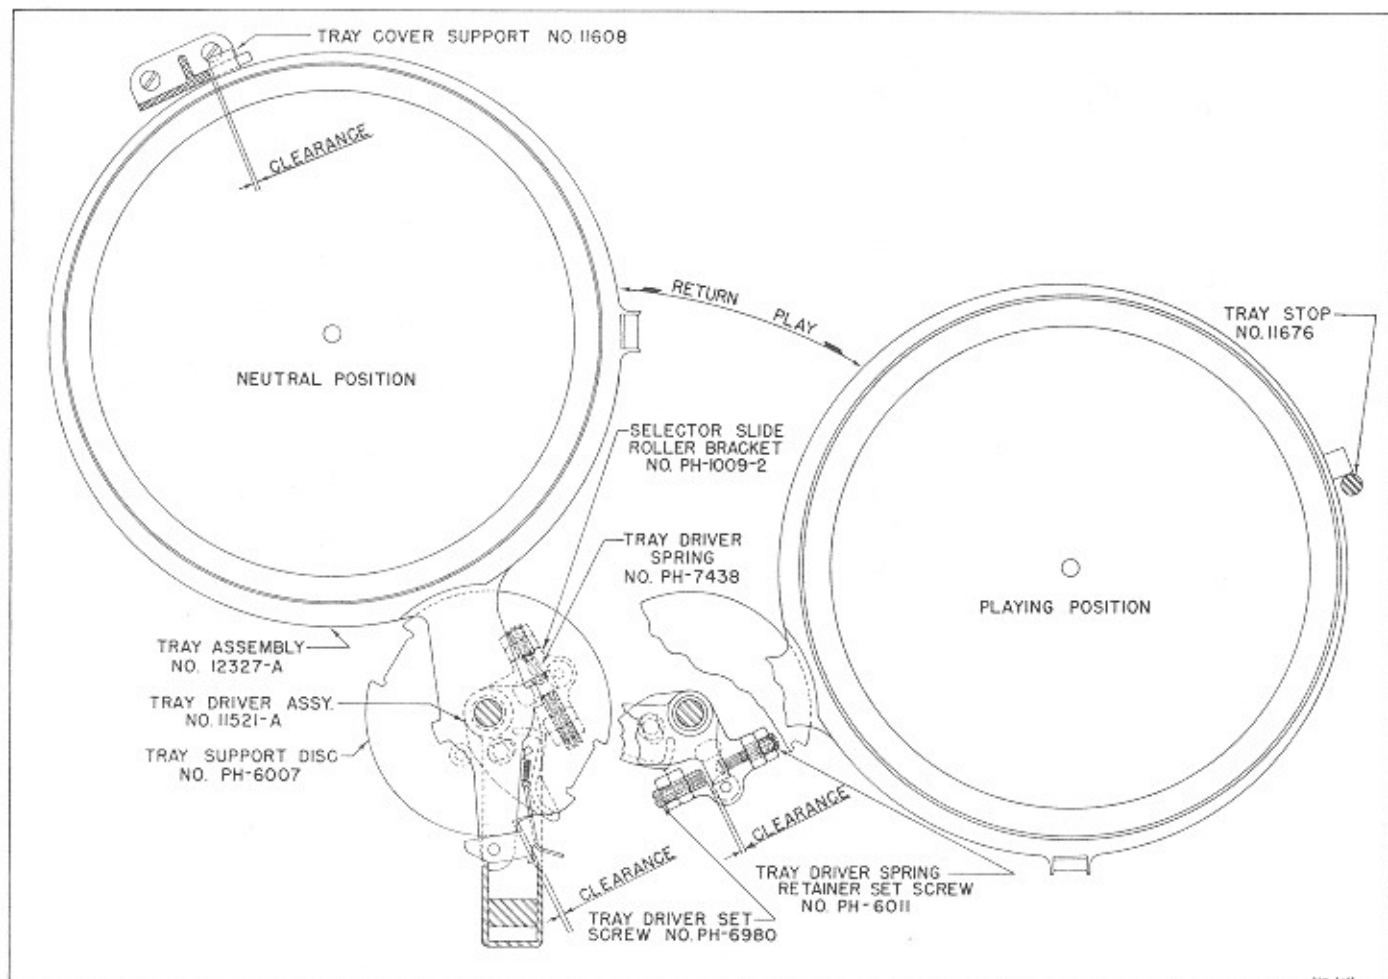 TRAY COVER SUPPORT NO. 11608
CLEARANCE
RETURN
PLAY
TRAY STOP
NO. 11676
NEUTRAL POSITION
SELECTOR SLIDE
ROLLER BRACKET
NO. PH-1009-2
TRAY DRIVER
SPRING
NO. PH-7438
PLAYING POSITION
TRAY ASSEMBLY
NO. 12327-A
TRAY DRIVER ASSY.
NO. 11521-A
TRAY SUPPORT DISC
NO. PH-6007
CLEARANCE
CLEARANCE
TRAY DRIVER SPRING
RETAINER SET SCREW
NO. PH-6011
TRAY DRIVER SET
SCREW NO. PH-6980